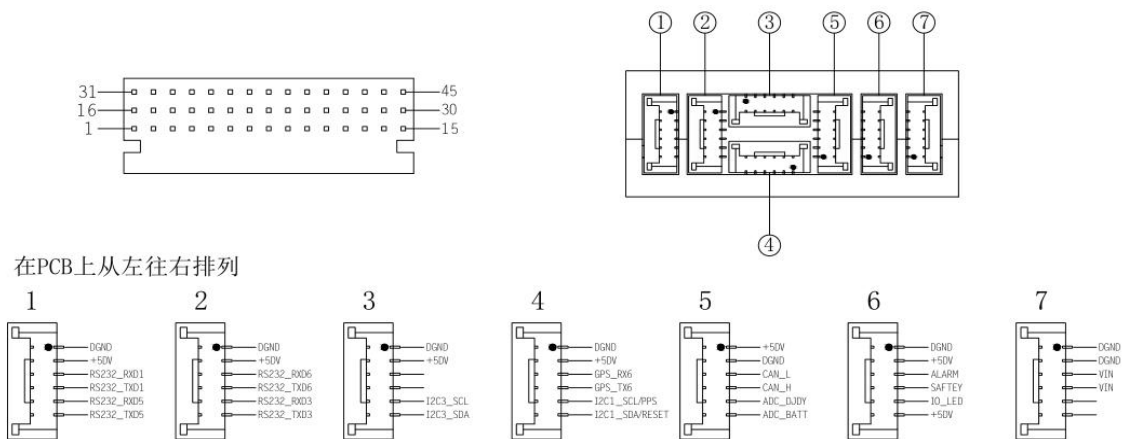 ① ② ③ ⑤ ⑥ ⑦
31 45
16 30
1 15
④
在PCB上从左往右排列
1 2 3 4 5 6 7
DGND
+5DV
RS232_RXD1
RS232_TXD1
RS232_RXD5
RS232_TXD5
DGND
+5DV
RS232_RXD6
RS232_TXD6
RS232_RXD3
RS232_TXD3
DGND
+5DV
I2C3_SCL
I2C3_SDA
DGND
+5DV
GPS_RX6
GPS_TX6
I2C1_SCL/PPS
I2C1_SDA/RESET
+5DV
DGND
CAN_L
CAN_H
ADC_DJDY
ADC_BATT
DGND
+5DV
ALARM
SAFTEY
IO_LED
+5DV
DGND
DGND
VIN
VIN